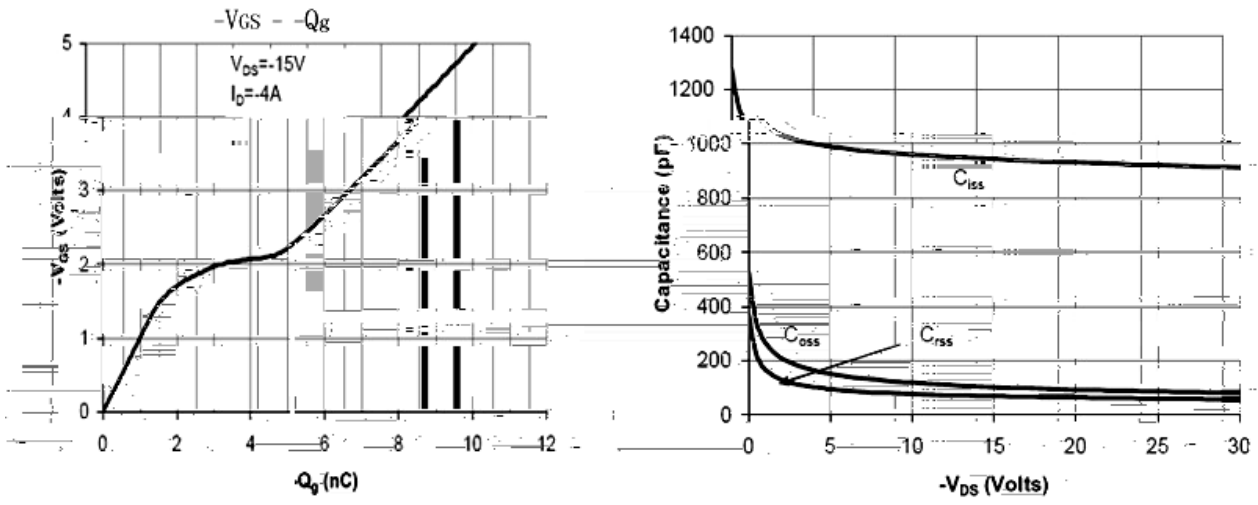 -VGS - -Qg
5
VDS=-15V
ID=-4A
4
3
2
1
0
-VGS (Volts)
0 2 4 6 8 10 12
-Qg (nC)
1400
1200
1000
800
600
400
200
0
Capacitance (pF)
Ciss
Coss
Crss
0 5 10 15 20 25 30
-VDS (Volts)